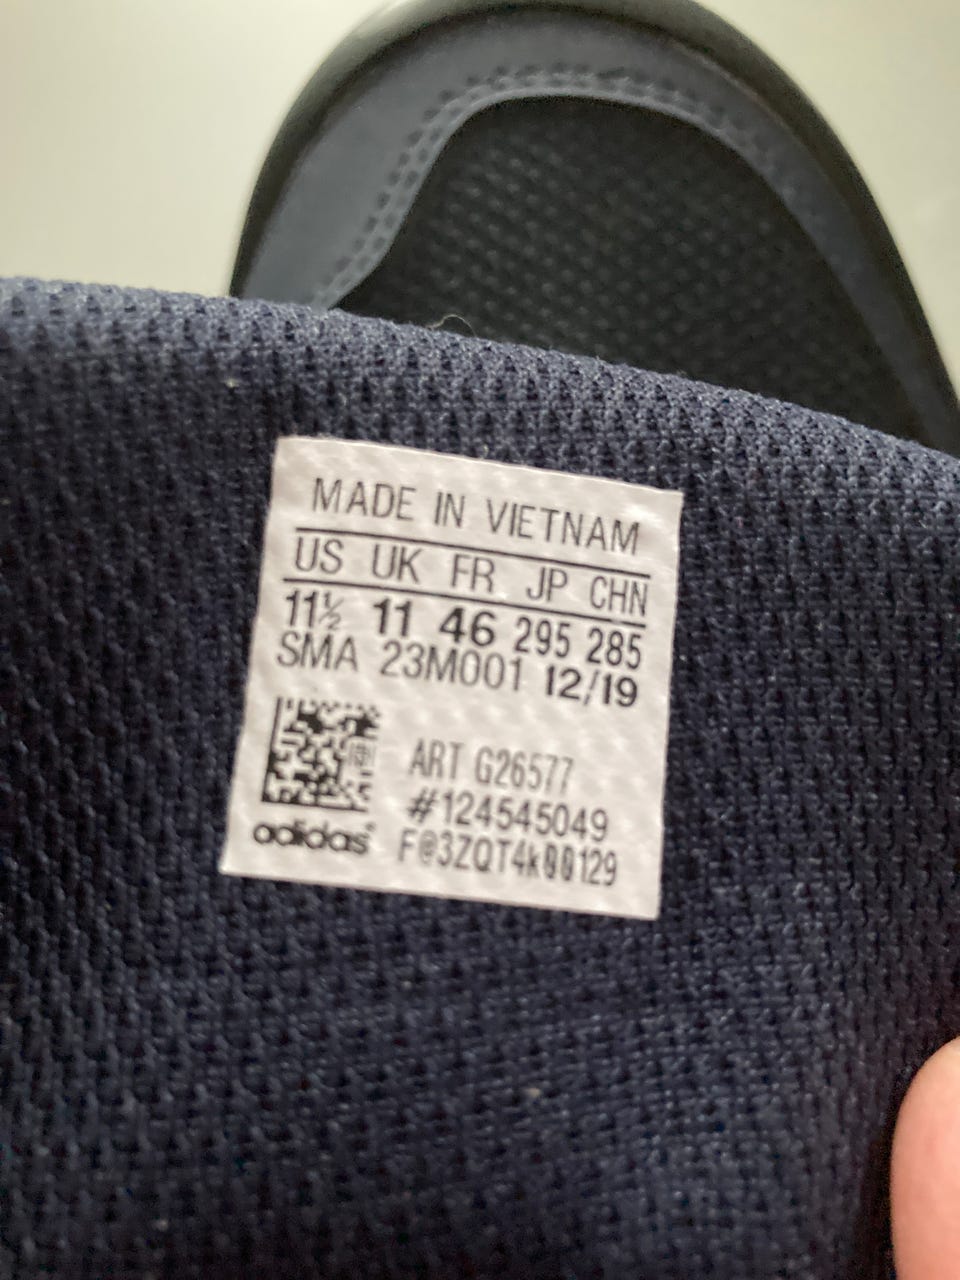 MADE IN VIETNAM
US UK FR JP CHN
11½ 11 46 295 285
SMA 23M001 12/19
ART G26577
#124545049
adidas® F@3ZQT4k00129